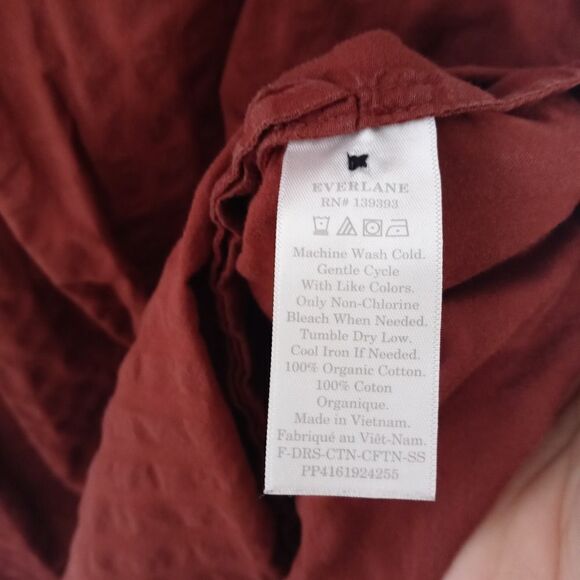 EVERLANE
RN# 139393
Machine Wash Cold.
Gentle Cycle
With Like Colors.
Only Non-Chlorine
Bleach When Needed.
Tumble Dry Low.
Cool Iron If Needed.
100% Organic Cotton.
100% Coton
Organique.
Made in Vietnam.
Fabriqué au Viêt-Nam.
F-DRS-CTN-CFTN-SS
PP4161924255